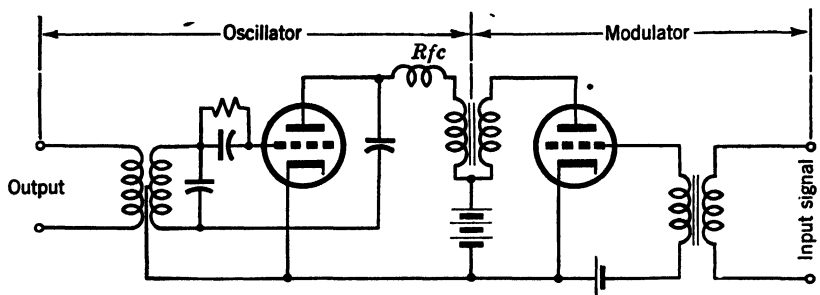 Oscillator
Modulator
Rfc
Output
Input signal